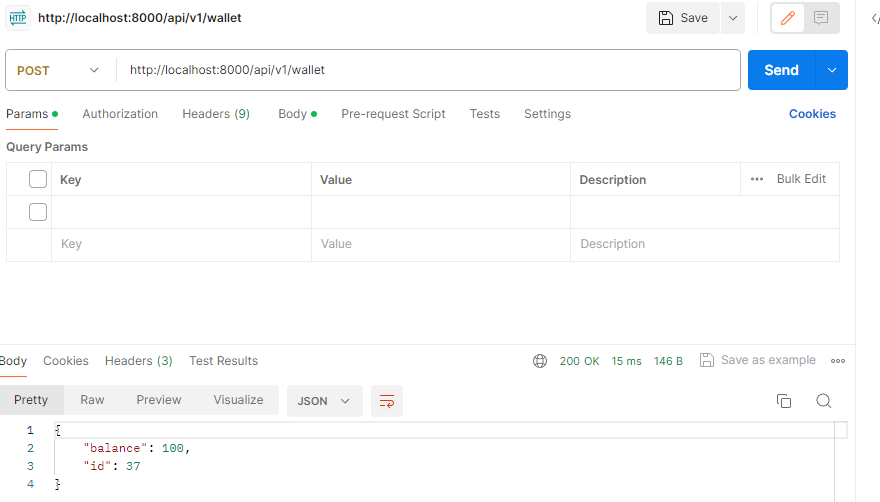 HTTP http://localhost:8000/api/v1/wallet Save
POST http://localhost:8000/api/v1/wallet Send
Params Authorization Headers (9) Body Pre-request Script Tests Settings Cookies
Query Params
Key Value Description ••• Bulk Edit
Key Value Description
Body Cookies Headers (3) Test Results 200 OK 15 ms 146 B Save as example
Pretty Raw Preview Visualize JSON
1 {
2 "balance": 100,
3 "id": 37
4 }